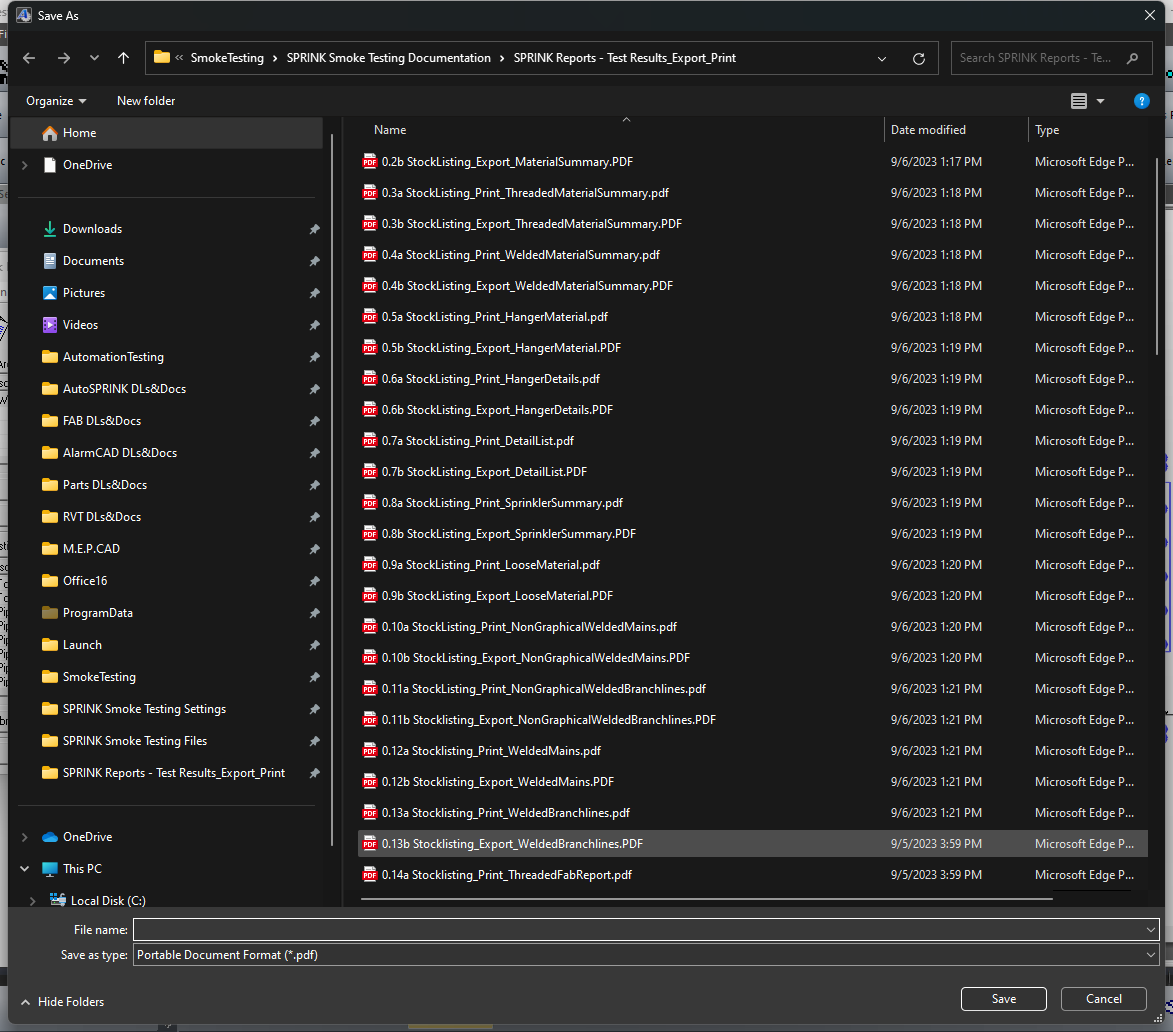 Save As
« SmokeTesting › SPRINK Smoke Testing Documentation › SPRINK Reports - Test Results_Export_Print
Search SPRINK Reports - Te...
Organize New folder
Home
OneDrive
Downloads
Documents
Pictures
Videos
AutomationTesting
AutoSPRINK DLs&Docs
FAB DLs&Docs
AlarmCAD DLs&Docs
Parts DLs&Docs
RVT DLs&Docs
M.E.P.CAD
Office16
ProgramData
Launch
SmokeTesting
SPRINK Smoke Testing Settings
SPRINK Smoke Testing Files
SPRINK Reports - Test Results_Export_Print
OneDrive
This PC
Local Disk (C:)
Name Date modified Type
0.2b StockListing_Export_MaterialSummary.PDF 9/6/2023 1:17 PM Microsoft Edge P...
0.3a StockListing_Print_ThreadedMaterialSummary.pdf 9/6/2023 1:18 PM Microsoft Edge P...
0.3b StockListing_Export_ThreadedMaterialSummary.PDF 9/6/2023 1:18 PM Microsoft Edge P...
0.4a StockListing_Print_WeldedMaterialSummary.pdf 9/6/2023 1:18 PM Microsoft Edge P...
0.4b StockListing_Export_WeldedMaterialSummary.PDF 9/6/2023 1:18 PM Microsoft Edge P...
0.5a StockListing_Print_HangerMaterial.pdf 9/6/2023 1:18 PM Microsoft Edge P...
0.5b StockListing_Export_HangerMaterial.PDF 9/6/2023 1:19 PM Microsoft Edge P...
0.6a StockListing_Print_HangerDetails.pdf 9/6/2023 1:19 PM Microsoft Edge P...
0.6b StockListing_Export_HangerDetails.PDF 9/6/2023 1:19 PM Microsoft Edge P...
0.7a StockListing_Print_DetailList.pdf 9/6/2023 1:19 PM Microsoft Edge P...
0.7b StockListing_Export_DetailList.PDF 9/6/2023 1:19 PM Microsoft Edge P...
0.8a StockListing_Print_SprinklerSummary.pdf 9/6/2023 1:19 PM Microsoft Edge P...
0.8b StockListing_Export_SprinklerSummary.PDF 9/6/2023 1:19 PM Microsoft Edge P...
0.9a StockListing_Print_LooseMaterial.pdf 9/6/2023 1:20 PM Microsoft Edge P...
0.9b StockListing_Export_LooseMaterial.PDF 9/6/2023 1:20 PM Microsoft Edge P...
0.10a StockListing_Print_NonGraphicalWeldedMains.pdf 9/6/2023 1:20 PM Microsoft Edge P...
0.10b StockListing_Export_NonGraphicalWeldedMains.PDF 9/6/2023 1:20 PM Microsoft Edge P...
0.11a StockListing_Print_NonGraphicalWeldedBranchlines.pdf 9/6/2023 1:21 PM Microsoft Edge P...
0.11b Stocklisting_Export_NonGraphicalWeldedBranchlines.PDF 9/6/2023 1:21 PM Microsoft Edge P...
0.12a Stocklisting_Print_WeldedMains.pdf 9/6/2023 1:21 PM Microsoft Edge P...
0.12b Stocklisting_Export_WeldedMains.PDF 9/6/2023 1:21 PM Microsoft Edge P...
0.13a Stocklisting_Print_WeldedBranchlines.pdf 9/6/2023 1:21 PM Microsoft Edge P...
0.13b Stocklisting_Export_WeldedBranchlines.PDF 9/5/2023 3:59 PM Microsoft Edge P...
0.14a Stocklisting_Print_ThreadedFabReport.pdf 9/5/2023 3:59 PM Microsoft Edge P...
File name:
Save as type: Portable Document Format (*.pdf)
Hide Folders
Save Cancel